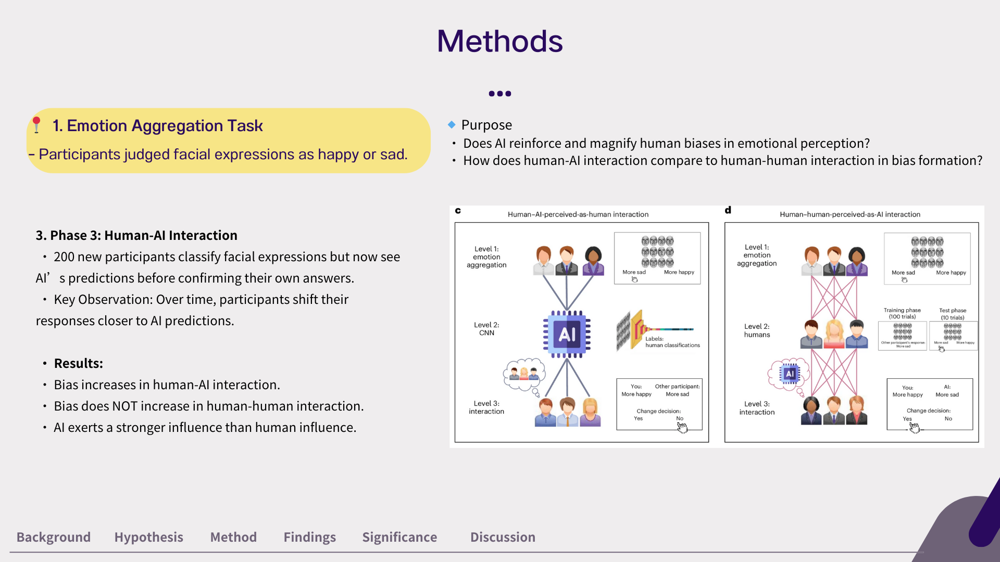 Methods
...
📍 1. Emotion Aggregation Task
- Participants judged facial expressions as happy or sad.
🔹 Purpose
• Does AI reinforce and magnify human biases in emotional perception?
• How does human-AI interaction compare to human-human interaction in bias formation?
3. Phase 3: Human-AI Interaction
• 200 new participants classify facial expressions but now see
AI’s predictions before confirming their own answers.
• Key Observation: Over time, participants shift their
responses closer to AI predictions.
• Results:
• Bias increases in human-AI interaction.
• Bias does NOT increase in human-human interaction.
• AI exerts a stronger influence than human influence.
c
Human–AI-perceived-as-human interaction
Level 1:
emotion
aggregation
More sad More happy
Level 2:
CNN
AI
Labels:
human classifications
Level 3:
interaction
You: Other participant:
More happy More sad
Change decision:
Yes No
d
Human–human-perceived-as-AI interaction
Level 1:
emotion
aggregation
More sad More happy
Level 2:
humans
Training phase
(100 trials)
Other participant's response:
More sad
Test phase
(10 trials)
More sad More happy
AI
Level 3:
interaction
You: AI:
More happy More sad
Change decision:
Yes No
Background Hypothesis Method Findings Significance Discussion